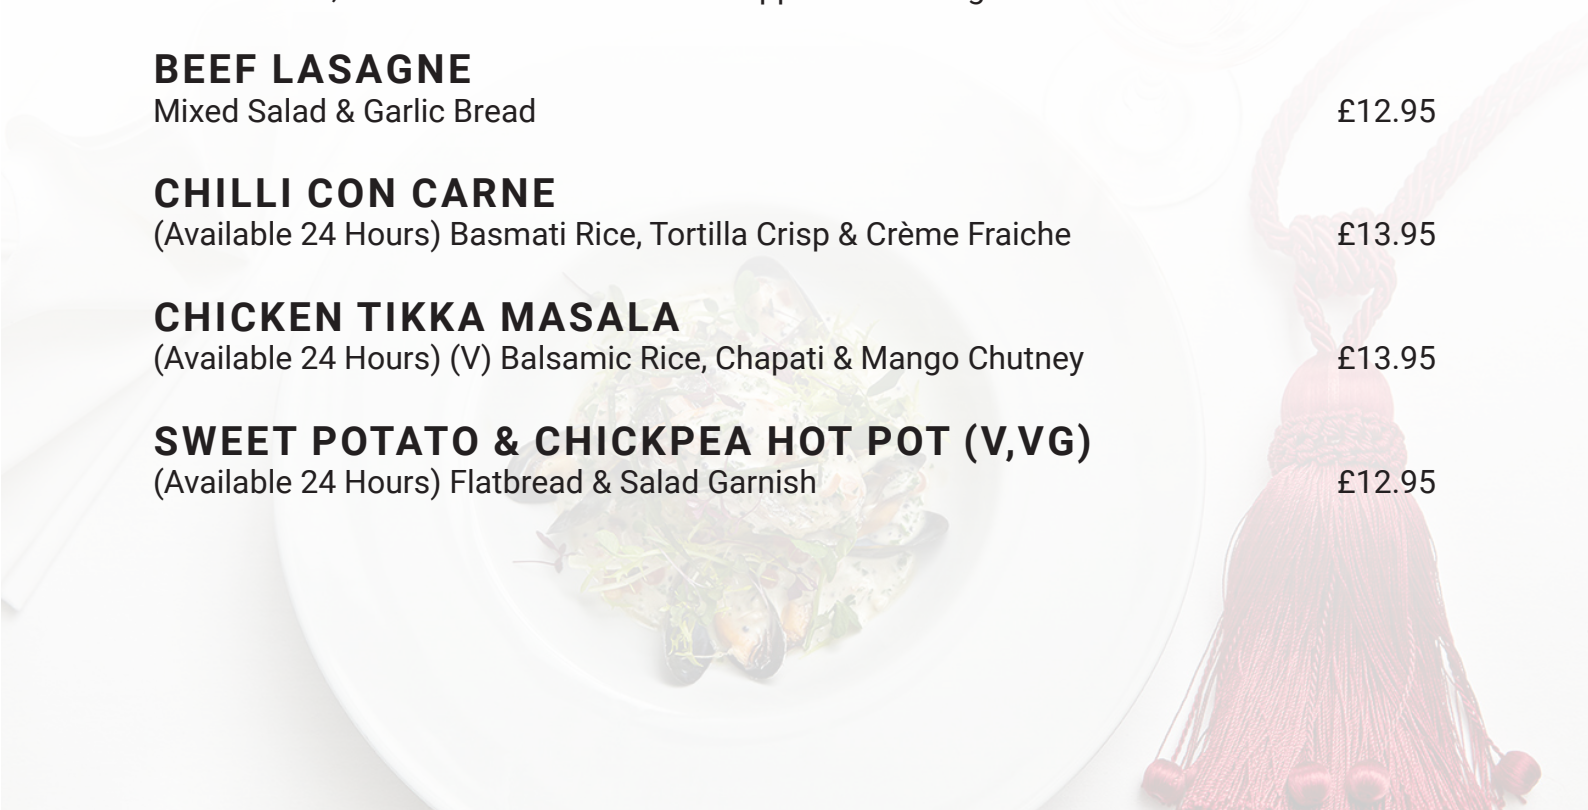 BEEF LASAGNE
Mixed Salad & Garlic Bread £12.95
CHILLI CON CARNE
(Available 24 Hours) Basmati Rice, Tortilla Crisp & Crème Fraiche £13.95
CHICKEN TIKKA MASALA
(Available 24 Hours) (V) Balsamic Rice, Chapati & Mango Chutney £13.95
SWEET POTATO & CHICKPEA HOT POT (V,VG)
(Available 24 Hours) Flatbread & Salad Garnish £12.95